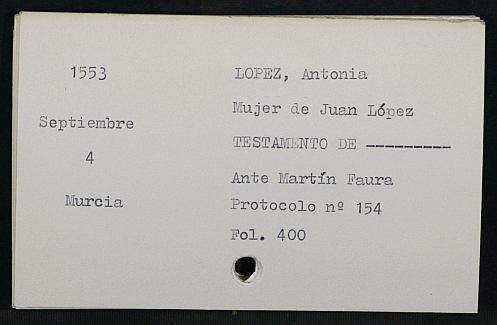 1553
Septiembre
4
Murcia
LOPEZ, Antonia
Mujer de Juan López
TESTAMENTO DE ---------
Ante Martín Faura
Protocolo nº 154
Fol. 400